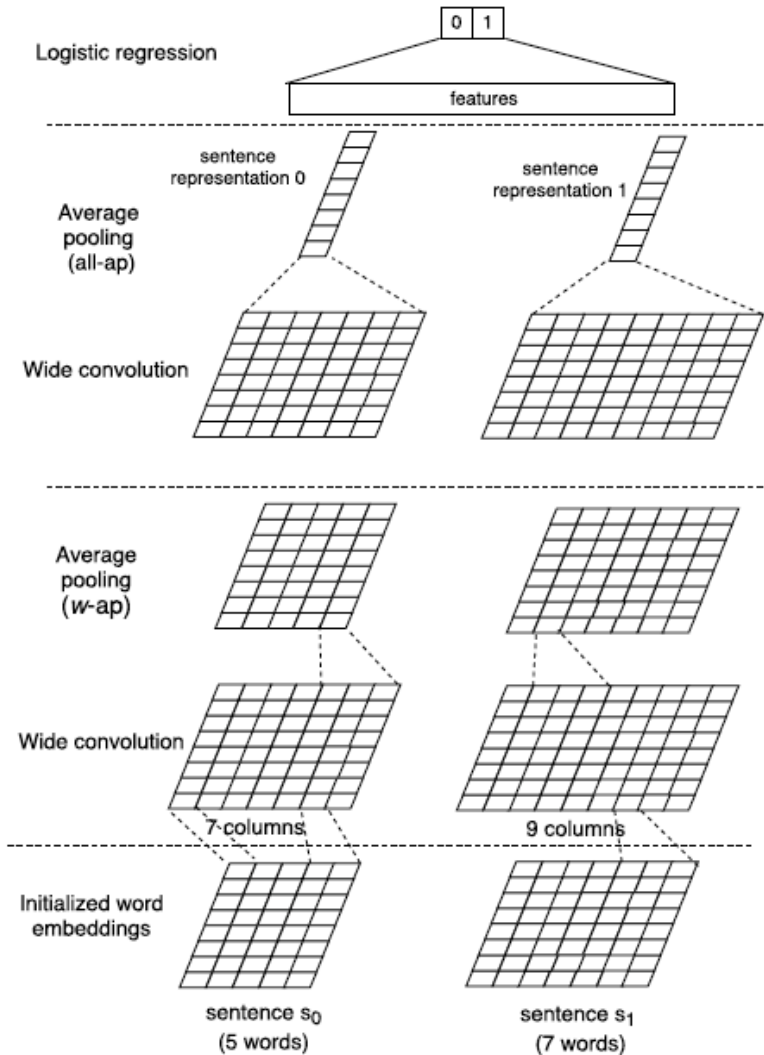 0 1
Logistic regression
features
sentence
representation 0
sentence
representation 1
Average
pooling
(all-ap)
Wide convolution
Average
pooling
(w-ap)
Wide convolution
7 columns
9 columns
Initialized word
embeddings
sentence s₀
(5 words)
sentence s₁
(7 words)